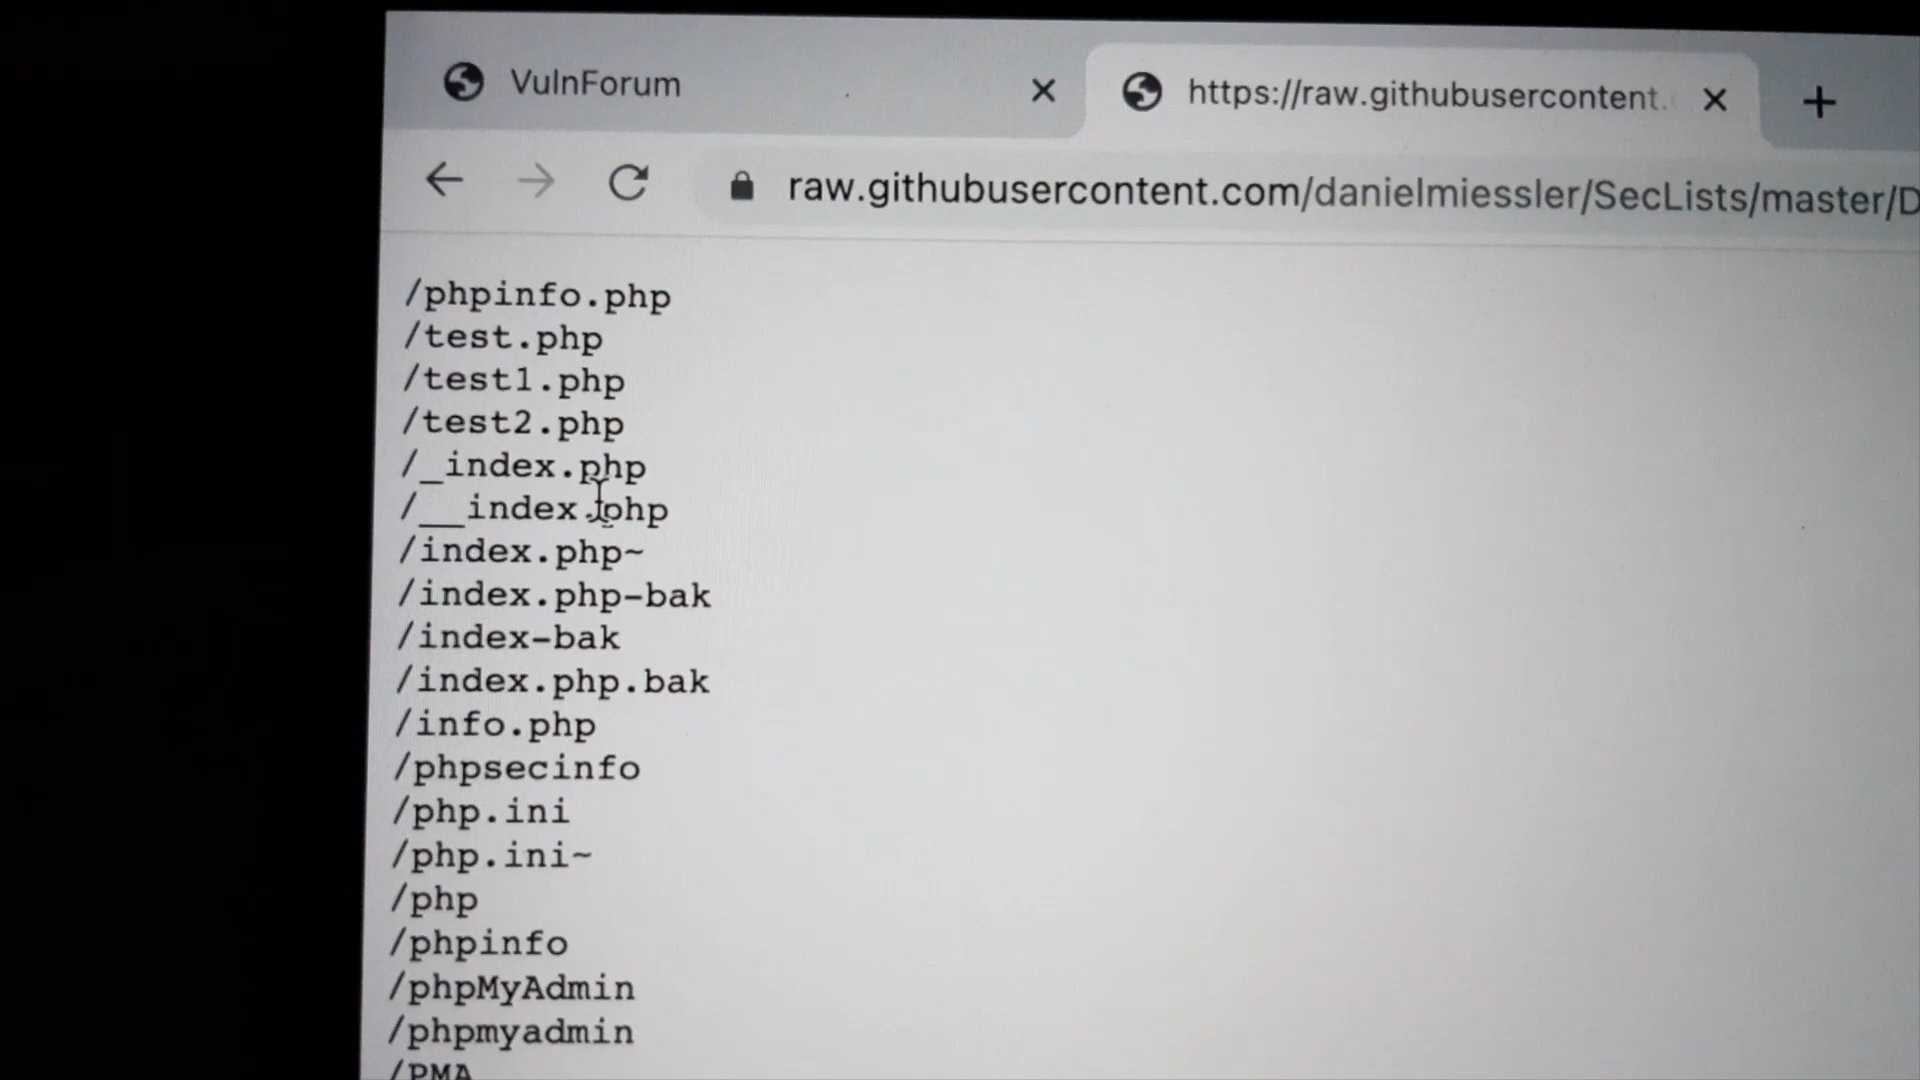 VulnForum
https://raw.githubusercontent.
raw.githubusercontent.com/danielmiessler/SecLists/master/D
/phpinfo.php
/test.php
/test1.php
/test2.php
/_index.php
/__index.php
/index.php~
/index.php-bak
/index-bak
/index.php.bak
/info.php
/phpsecinfo
/php.ini
/php.ini~
/php
/phpinfo
/phpMyAdmin
/phpmyadmin
/PMA